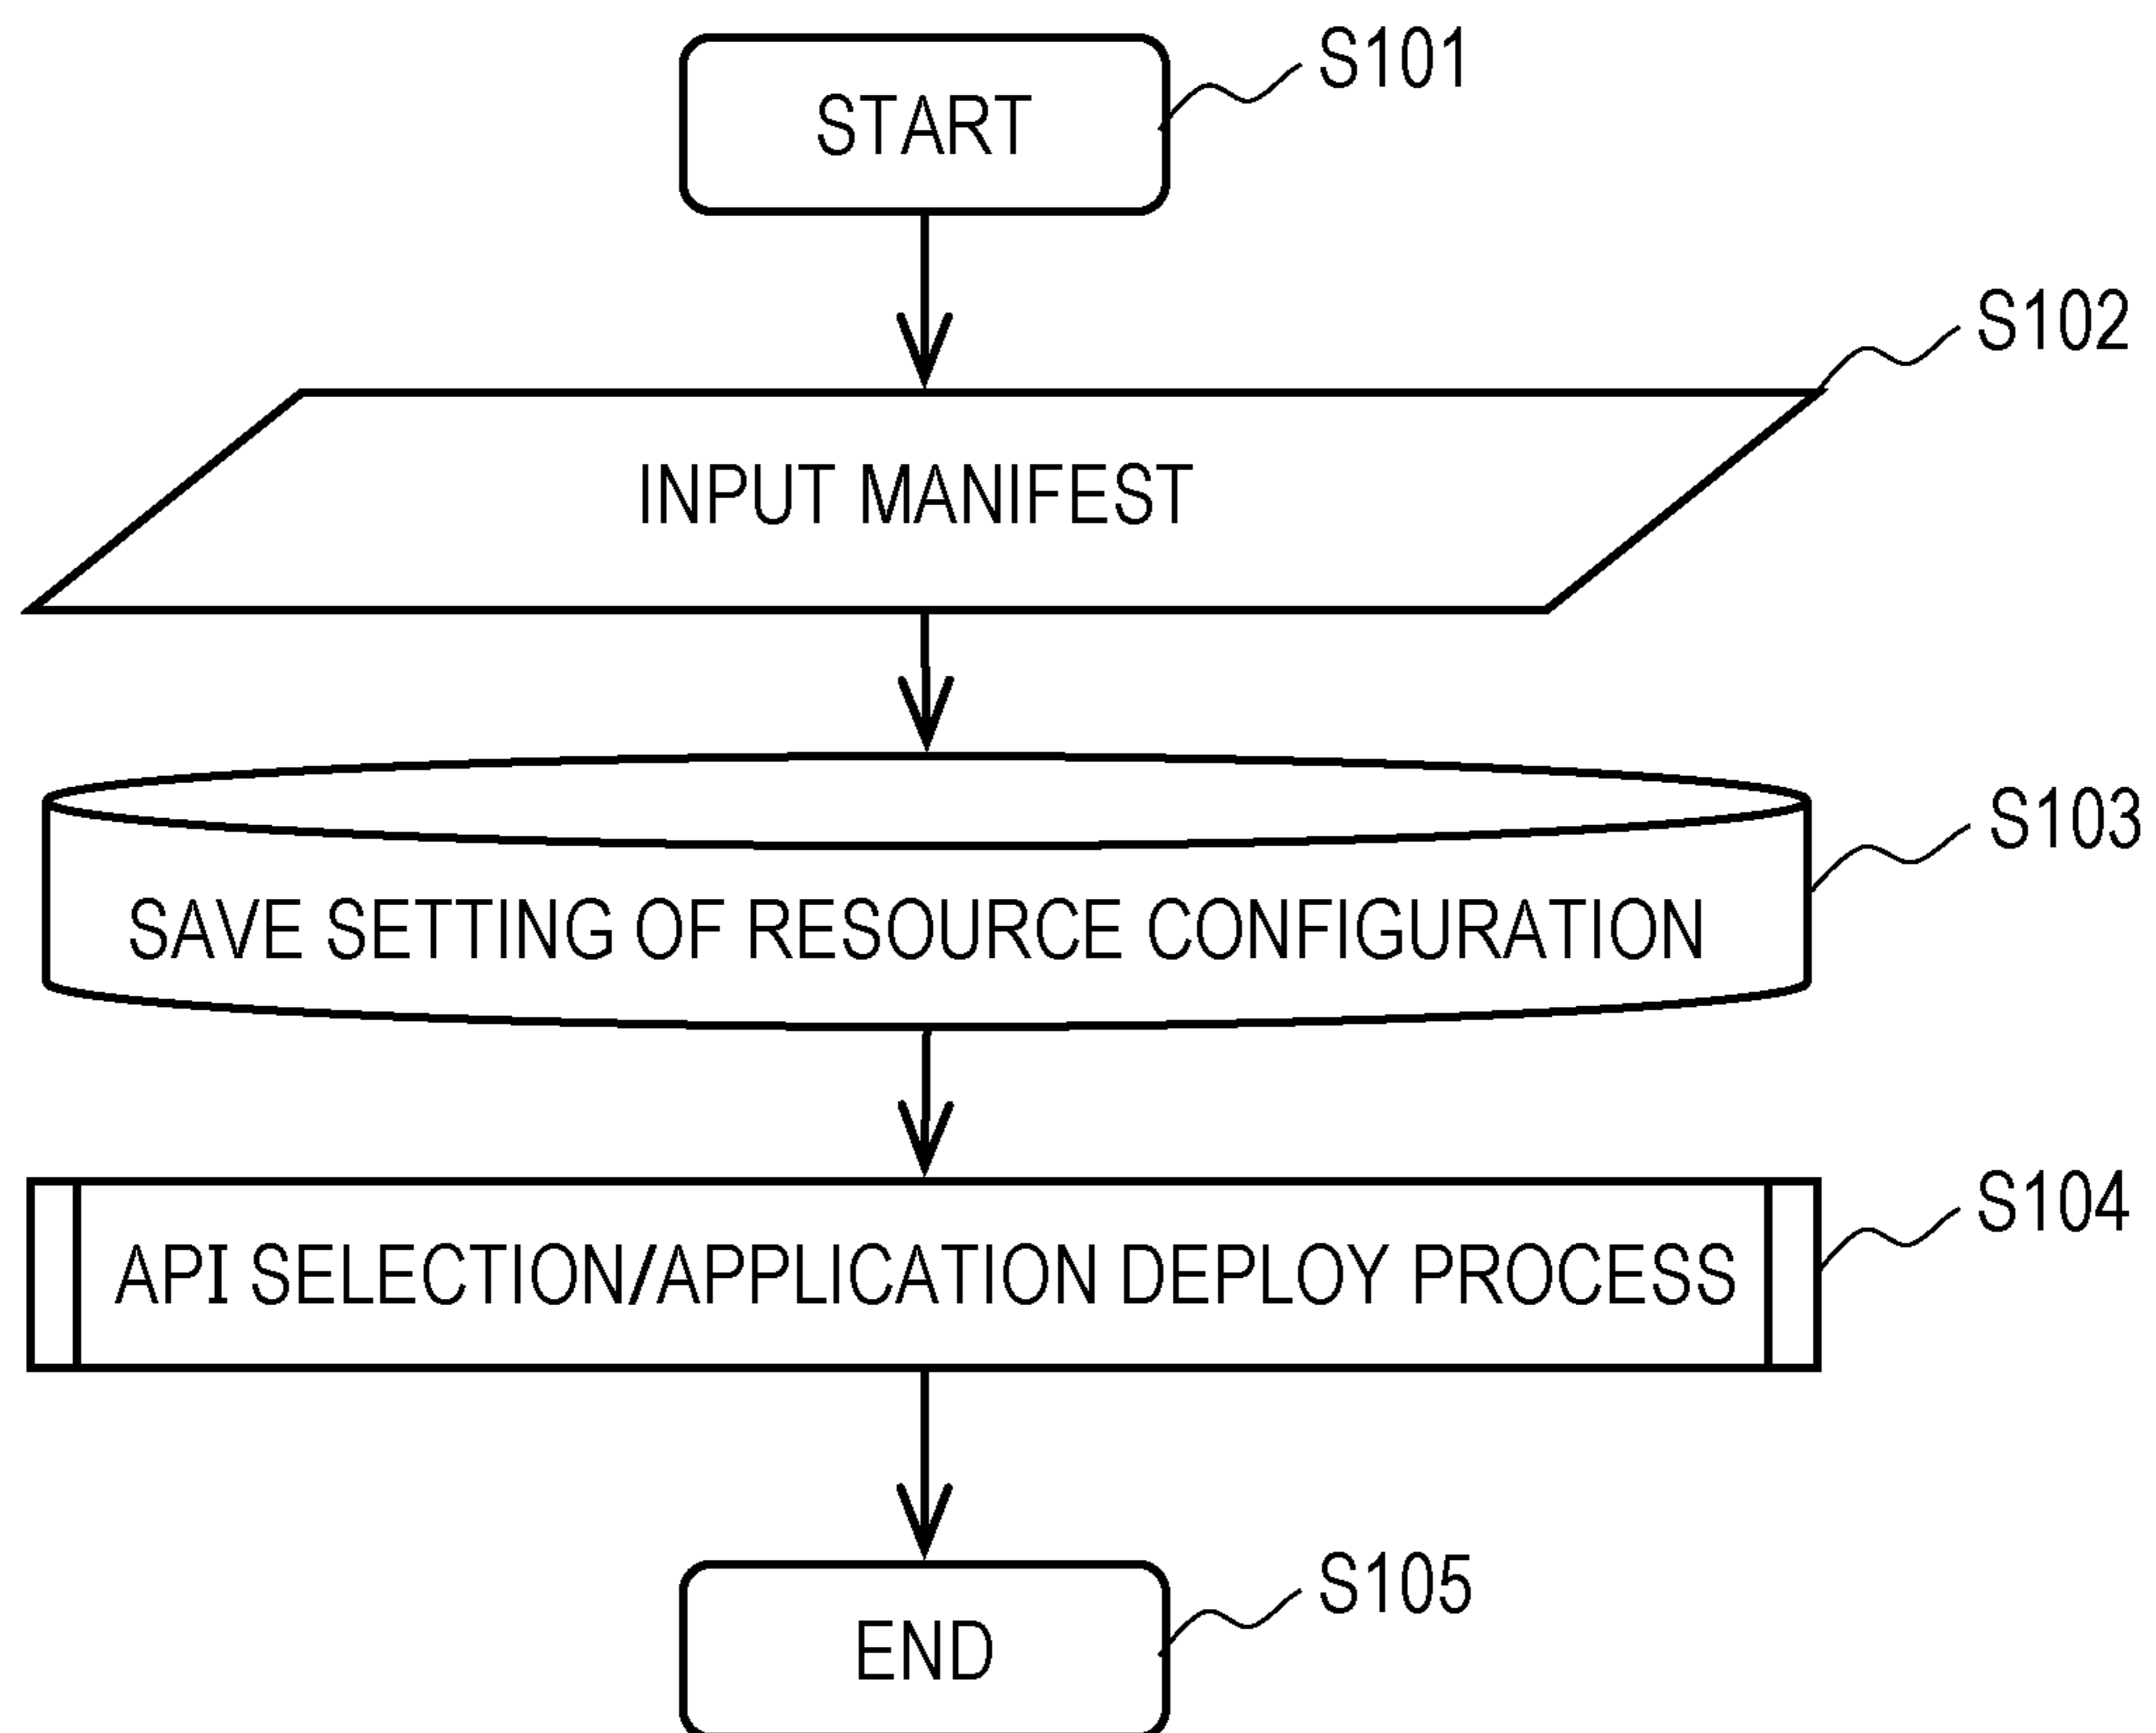 START
S101
S102
INPUT MANIFEST
S103
SAVE SETTING OF RESOURCE CONFIGURATION
S104
API SELECTION/APPLICATION DEPLOY PROCESS
S105
END